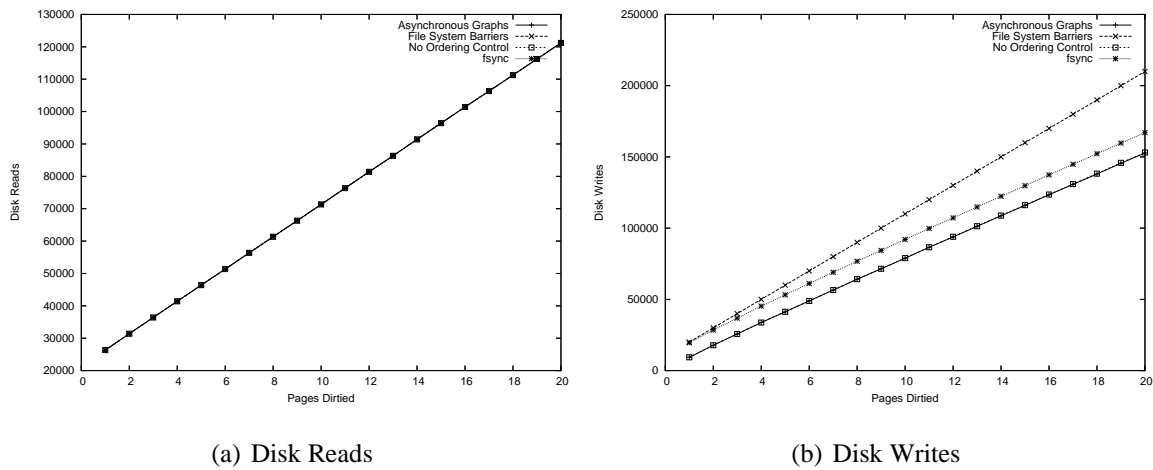 130000
120000
110000
100000
90000
80000
70000
60000
50000
40000
30000
20000
0 2 4 6 8 10 12 14 16 18 20
Disk Reads
Pages Dirtied
Asynchronous Graphs
File System Barriers
No Ordering Control
fsync
(a) Disk Reads
250000
200000
150000
100000
50000
0
0 2 4 6 8 10 12 14 16 18 20
Disk Writes
Pages Dirtied
Asynchronous Graphs
File System Barriers
No Ordering Control
fsync
(b) Disk Writes